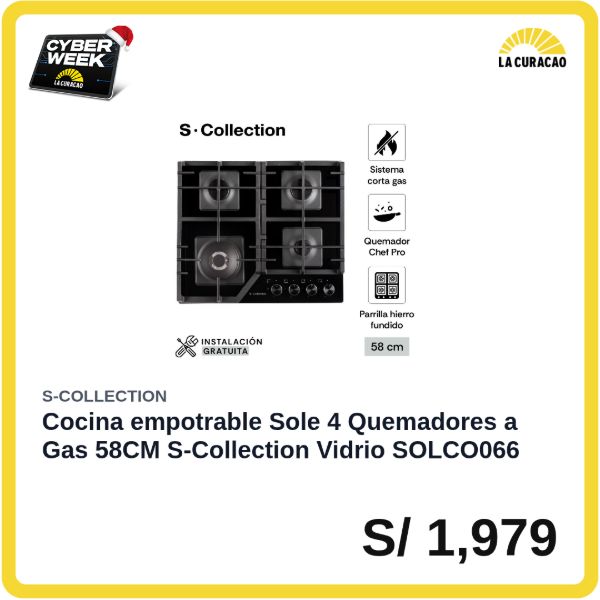 CYBER
WEEK
LA CURACAO
LA CURACAO
S·Collection
Sistema
corta gas
Quemador
Chef Pro
Parrilla hierro
fundido
58 cm
INSTALACIÓN
GRATUITA
S-COLLECTION
Cocina empotrable Sole 4 Quemadores a
Gas 58CM S-Collection Vidrio SOLCO066
S/ 1,979